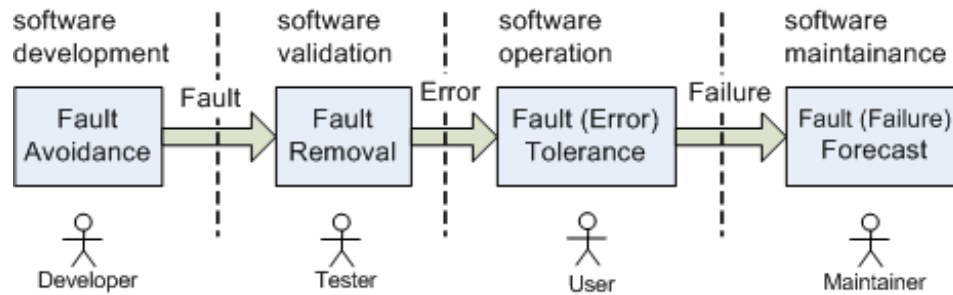 software
development
software
validation
software
operation
software
maintainance
Fault
Error
Failure
Fault
Avoidance
Fault
Removal
Fault (Error)
Tolerance
Fault (Failure)
Forecast
Developer
Tester
User
Maintainer